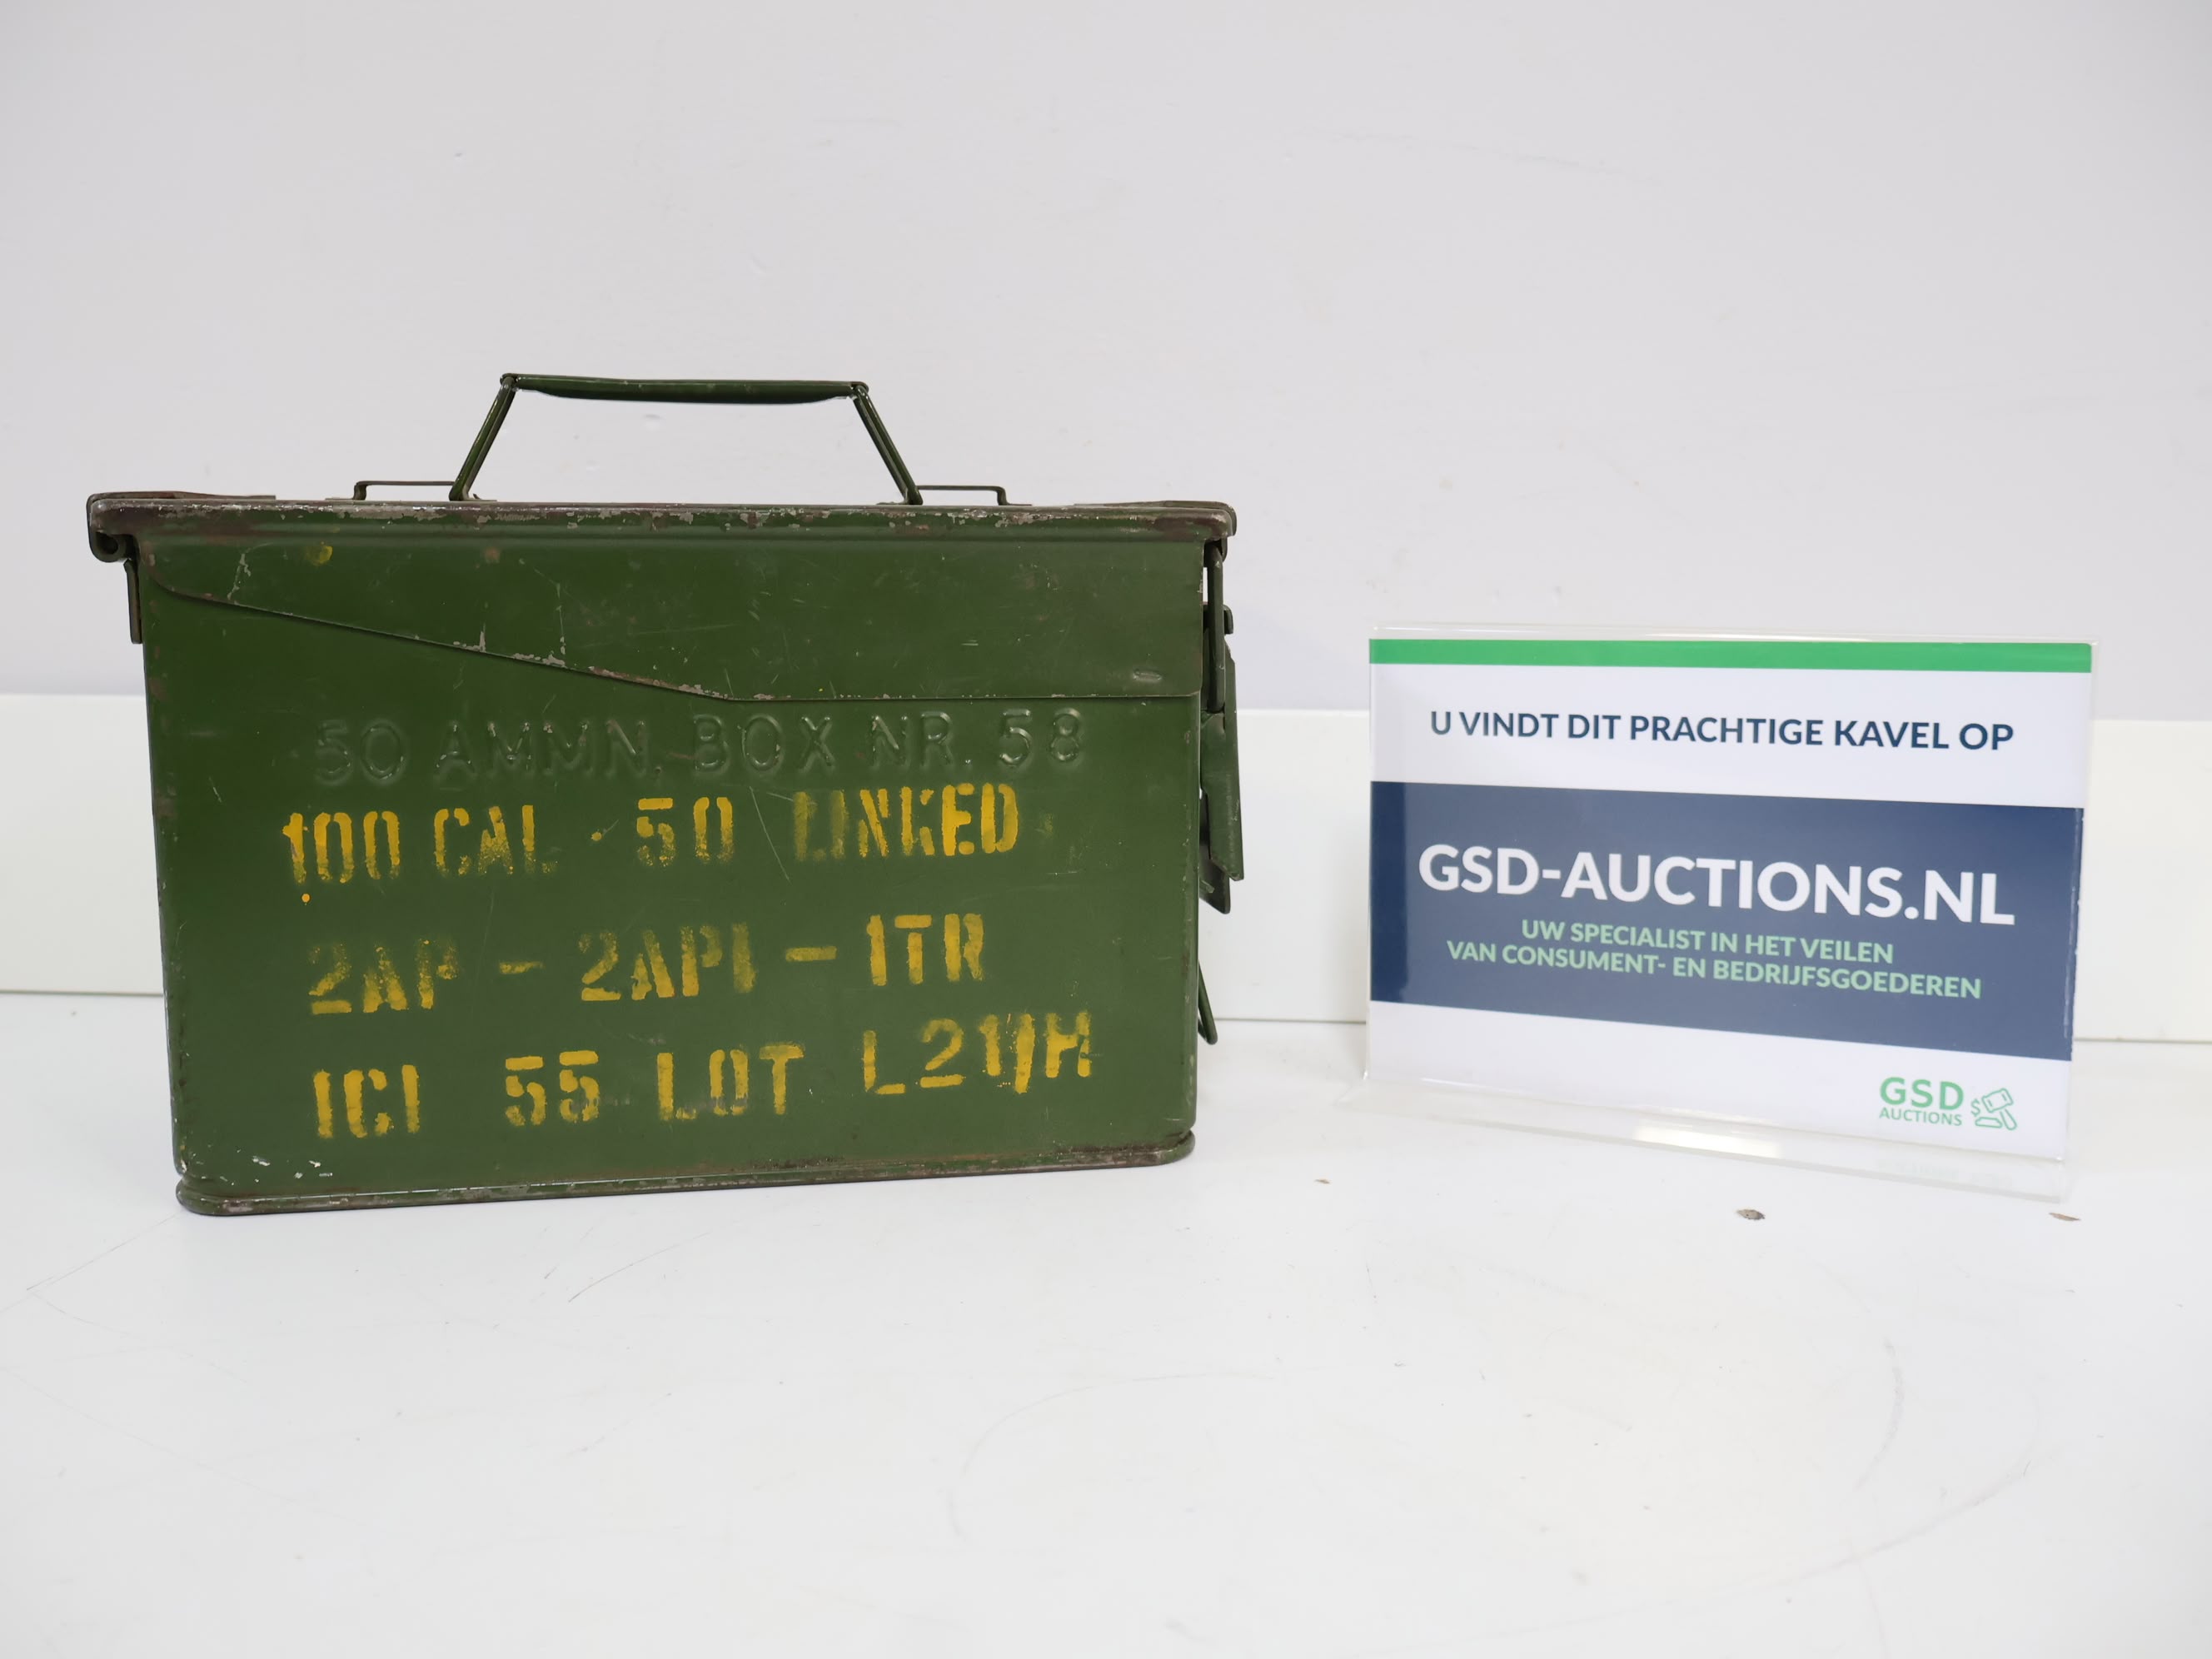 50 AMMN. BOX NR. 58
100 CAL . 50 LINKED
2AP - 2API - 1TR
ICI 55 LOT L21/H
U VINDT DIT PRACHTIGE KAVEL OP
GSD-AUCTIONS.NL
UW SPECIALIST IN HET VEILEN
VAN CONSUMENT- EN BEDRIJFSGOEDEREN
GSD
AUCTIONS